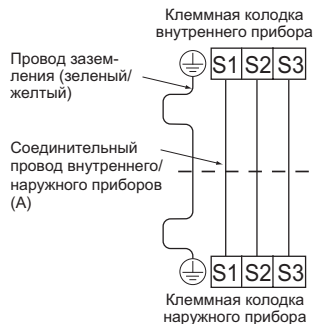 Клеммная колодка
внутреннего прибора
Провод зазем-
ления (зеленый/
желтый)
S1 S2 S3
Соединительный
провод внутреннего/
наружного приборов
(A)
S1 S2 S3
Клеммная колодка
наружного прибора